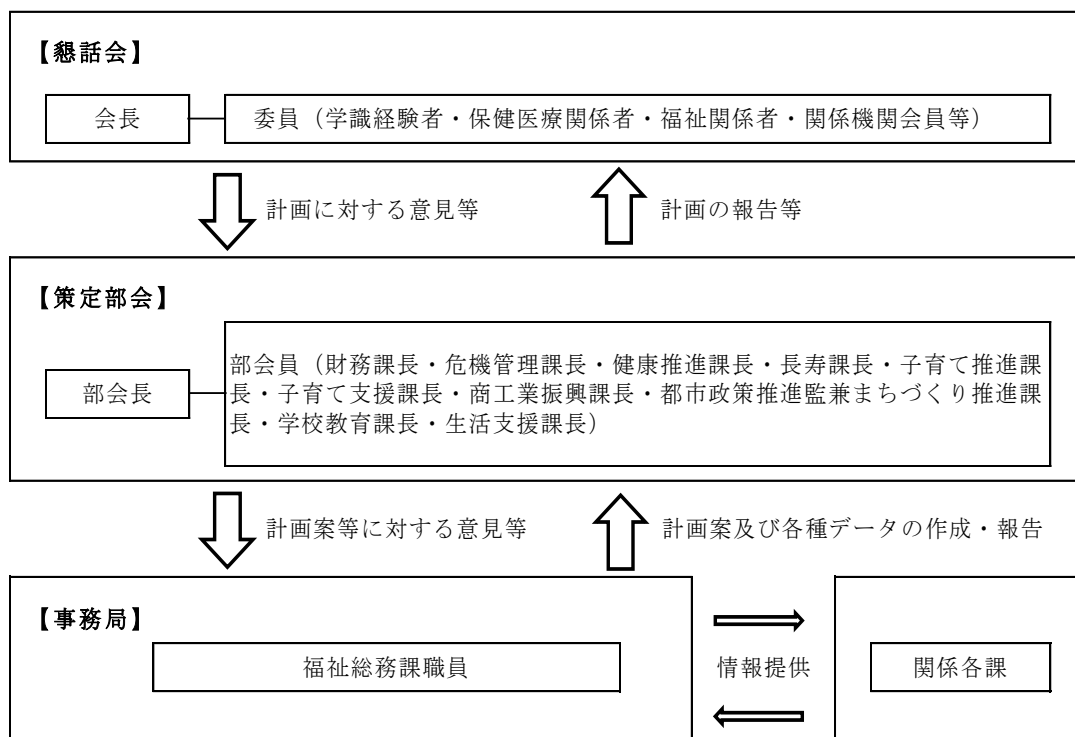 【懇話会】
会長
委員（学識経験者・保健医療関係者・福祉関係者・関係機関会員等）
計画に対する意見等
計画の報告等
【策定部会】
部会長
部会員（財務課長・危機管理課長・健康推進課長・長寿課長・子育て推進課
長・子育て支援課長・商工業振興課長・都市政策推進監兼まちづくり推進課
長・学校教育課長・生活支援課長）
計画案等に対する意見等
計画案及び各種データの作成・報告
【事務局】
福祉総務課職員
情報提供
関係各課